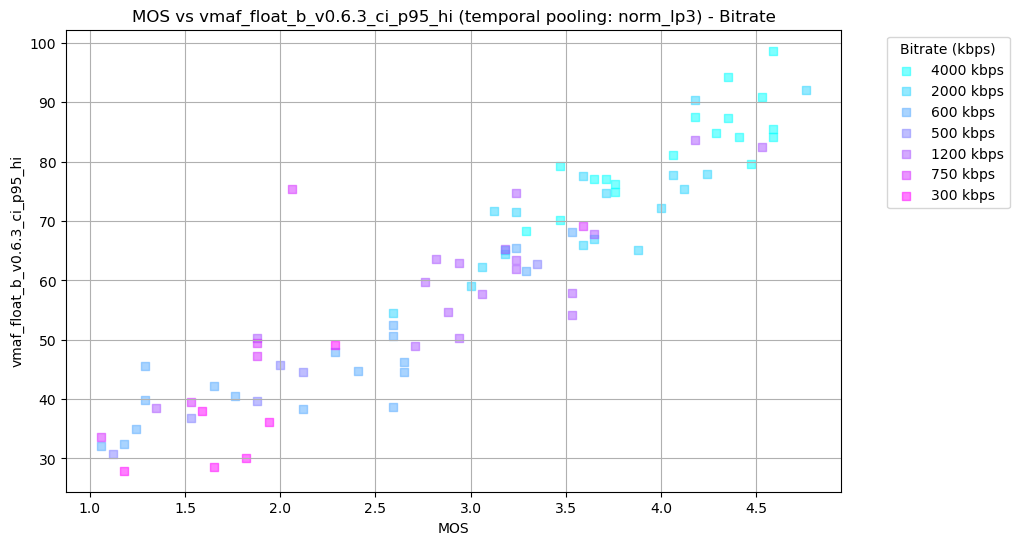 MOS vs vmaf_float_b_v0.6.3_ci_p95_hi (temporal pooling: norm_lp3) - Bitrate
vmaf_float_b_v0.6.3_ci_p95_hi
100
90
80
70
60
50
40
30
1.0 1.5 2.0 2.5 3.0 3.5 4.0 4.5
MOS
Bitrate (kbps)
4000 kbps
2000 kbps
600 kbps
500 kbps
1200 kbps
750 kbps
300 kbps